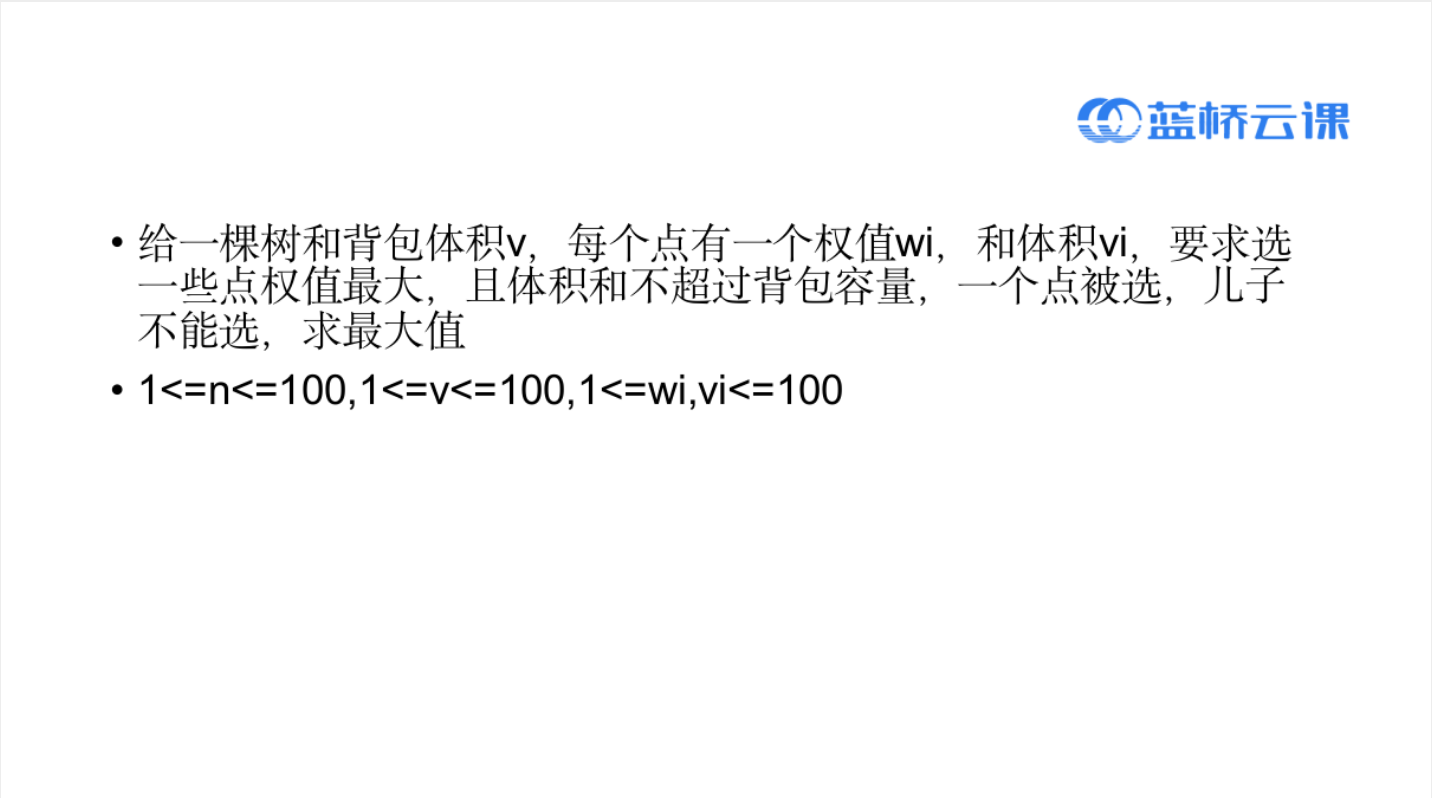 蓝桥云课
• 给一棵树和背包体积v，每个点有一个权值wi，和体积vi，要求选
一些点权值最大，且体积和不超过背包容量，一个点被选，儿子
不能选，求最大值
• 1<=n<=100,1<=v<=100,1<=wi,vi<=100